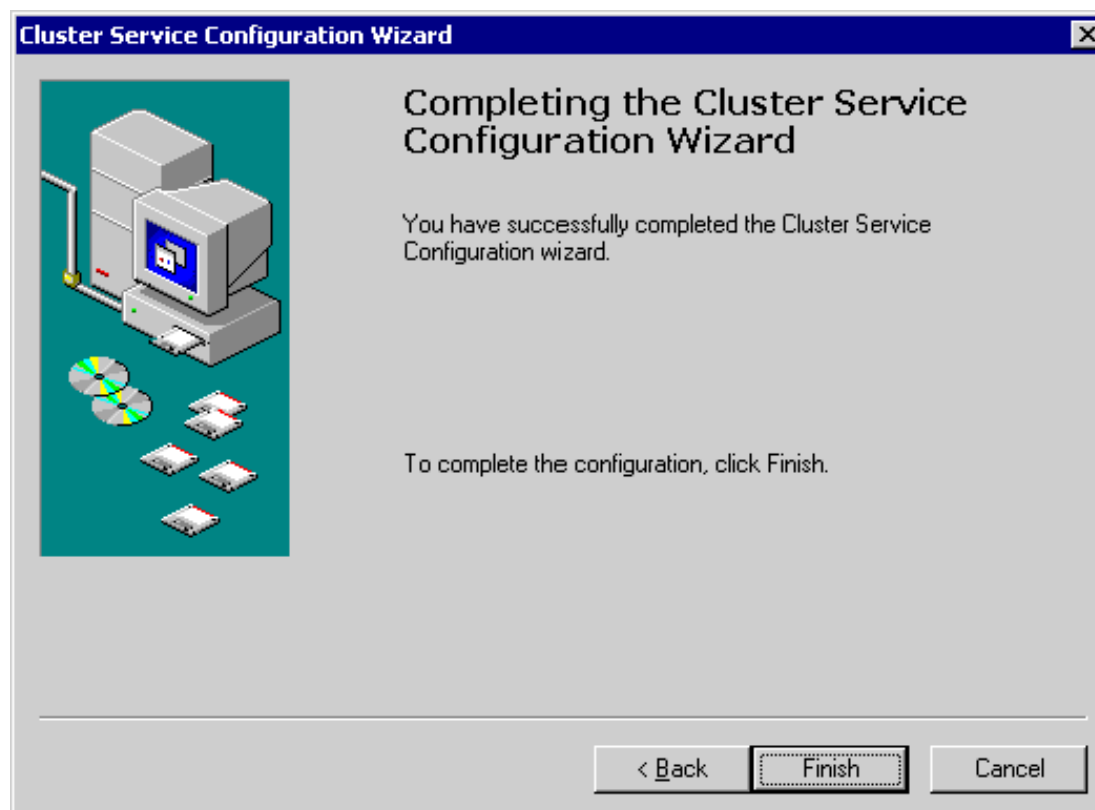 Cluster Service Configuration Wizard
Completing the Cluster Service
Configuration Wizard
You have successfully completed the Cluster Service
Configuration wizard.
To complete the configuration, click Finish.
< Back
Finish
Cancel